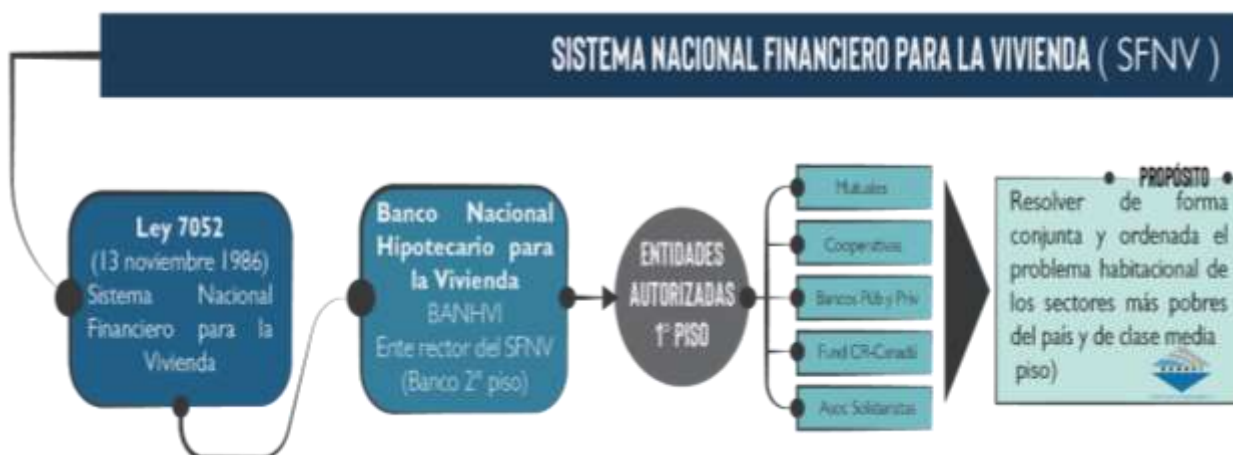 SISTEMA NACIONAL FINANCIERO PARA LA VIVIENDA ( SFNV )
Ley 7052
(13 noviembre 1986)
Sistema Nacional
Financiero para la
Vivienda
Banco Nacional
Hipotecario para
la Vivienda
BANHVI
Ente rector del SFNV
(Banco 2° piso)
ENTIDADES
AUTORIZADAS
1° PISO
Mutuales
Cooperativas
Bancos Púb y Priv
Fund CR-Canadá
Asos Solidaristas
PROPÓSITO
Resolver de forma
conjunta y ordenada el
problema habitacional de
los sectores más pobres
del país y de clase media
piso)